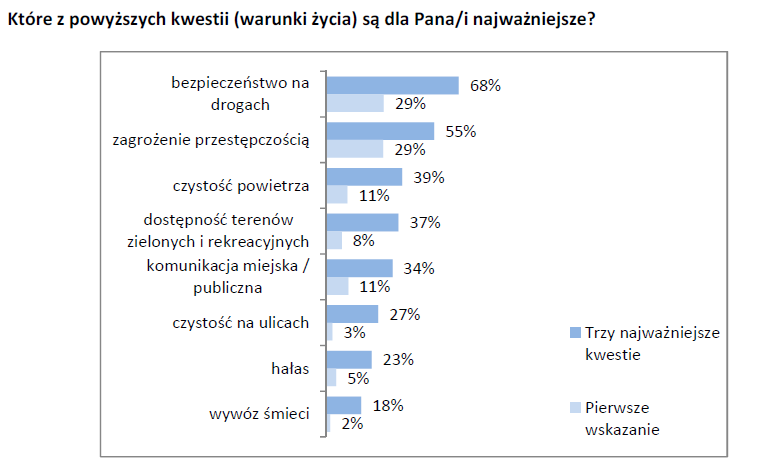 Które z powyższych kwestii (warunki życia) są dla Pana/i najważniejsze?
bezpieczeństwo na
drogach
68%
29%
zagrożenie przestępczością
55%
29%
czystość powietrza
39%
11%
dostępność terenów
zielonych i rekreacyjnych
37%
8%
komunikacja miejska /
publiczna
34%
11%
czystość na ulicach
27%
3%
hałas
23%
5%
wywóz śmieci
18%
2%
Trzy najważniejsze
kwestie
Pierwsze
wskazanie